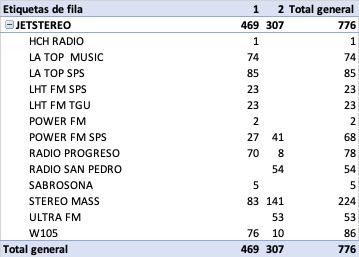 Etiquetas de fila 1 2 Total general
JETSTEREO 469 307 776
HCH RADIO 1 1
LA TOP MUSIC 74 74
LA TOP SPS 85 85
LHT FM SPS 23 23
LHT FM TGU 23 23
POWER FM 2 2
POWER FM SPS 27 41 68
RADIO PROGRESO 70 8 78
RADIO SAN PEDRO 54 54
SABROSONA 5 5
STEREO MASS 83 141 224
ULTRA FM 53 53
W105 76 10 86
Total general 469 307 776